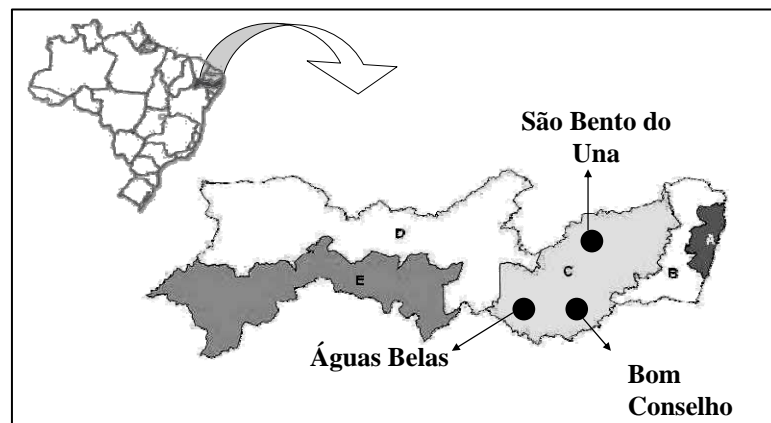 São Bento do
Una
D
A
C
B
E
Águas Belas
Bom
Conselho